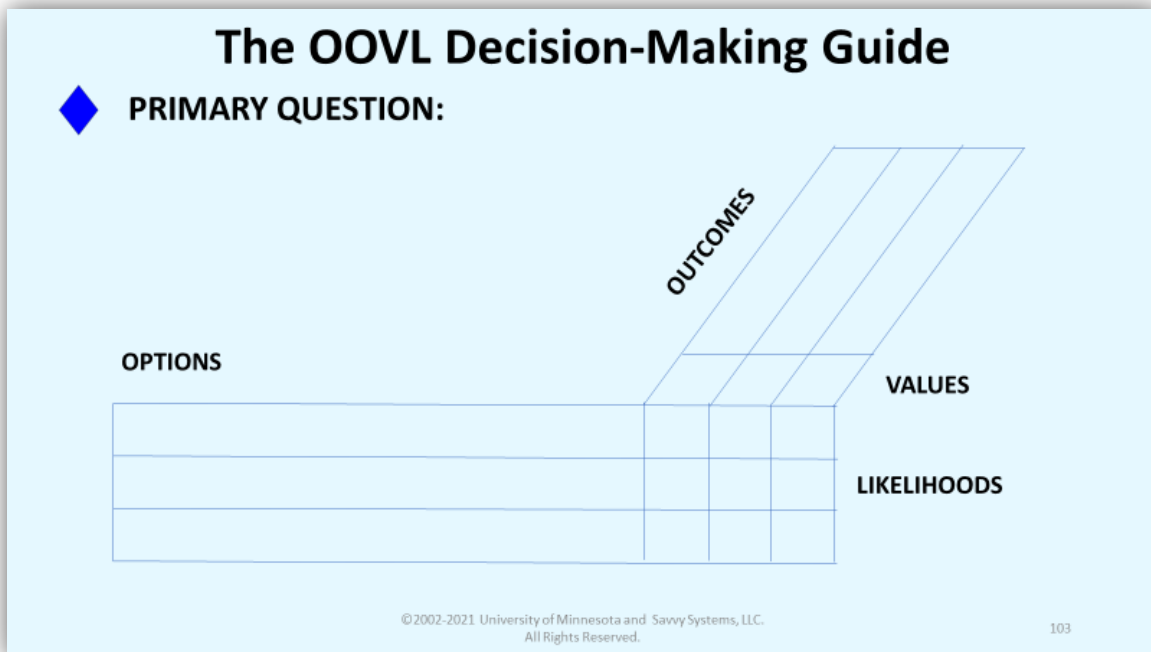 The OOVL Decision-Making Guide
PRIMARY QUESTION:
OUTCOMES
OPTIONS
VALUES
LIKELIHOODS
©2002-2021 University of Minnesota and Savvy Systems, LLC.
All Rights Reserved.
103